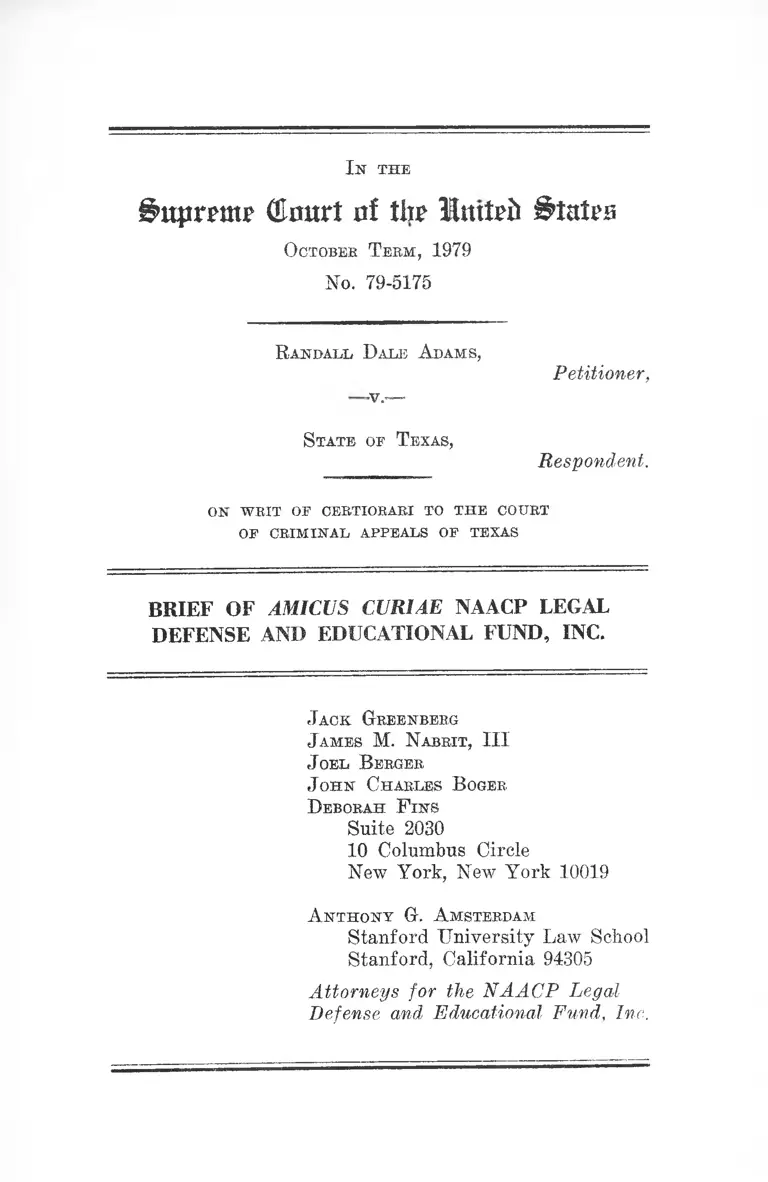 IN THE
Supreme Court of the United States
OCTOBER TERM, 1979
No. 79-5175
RANDALL DALE ADAMS,
Petitioner,
—v.—
STATE OF TEXAS,
Respondent.
ON WRIT OF CERTIORARI TO THE COURT
OF CRIMINAL APPEALS OF TEXAS
BRIEF OF AMICUS CURIAE NAACP LEGAL
DEFENSE AND EDUCATIONAL FUND, INC.
JACK GREENBERG
JAMES M. NABRIT, III
JOEL BERGER
JOHN CHARLES BOGER
DEBORAH FINS
Suite 2030
10 Columbus Circle
New York, New York 10019
ANTHONY G. AMSTERDAM
Stanford University Law School
Stanford, California 94305
Attorneys for the NAACP Legal
Defense and Educational Fund, Inc.